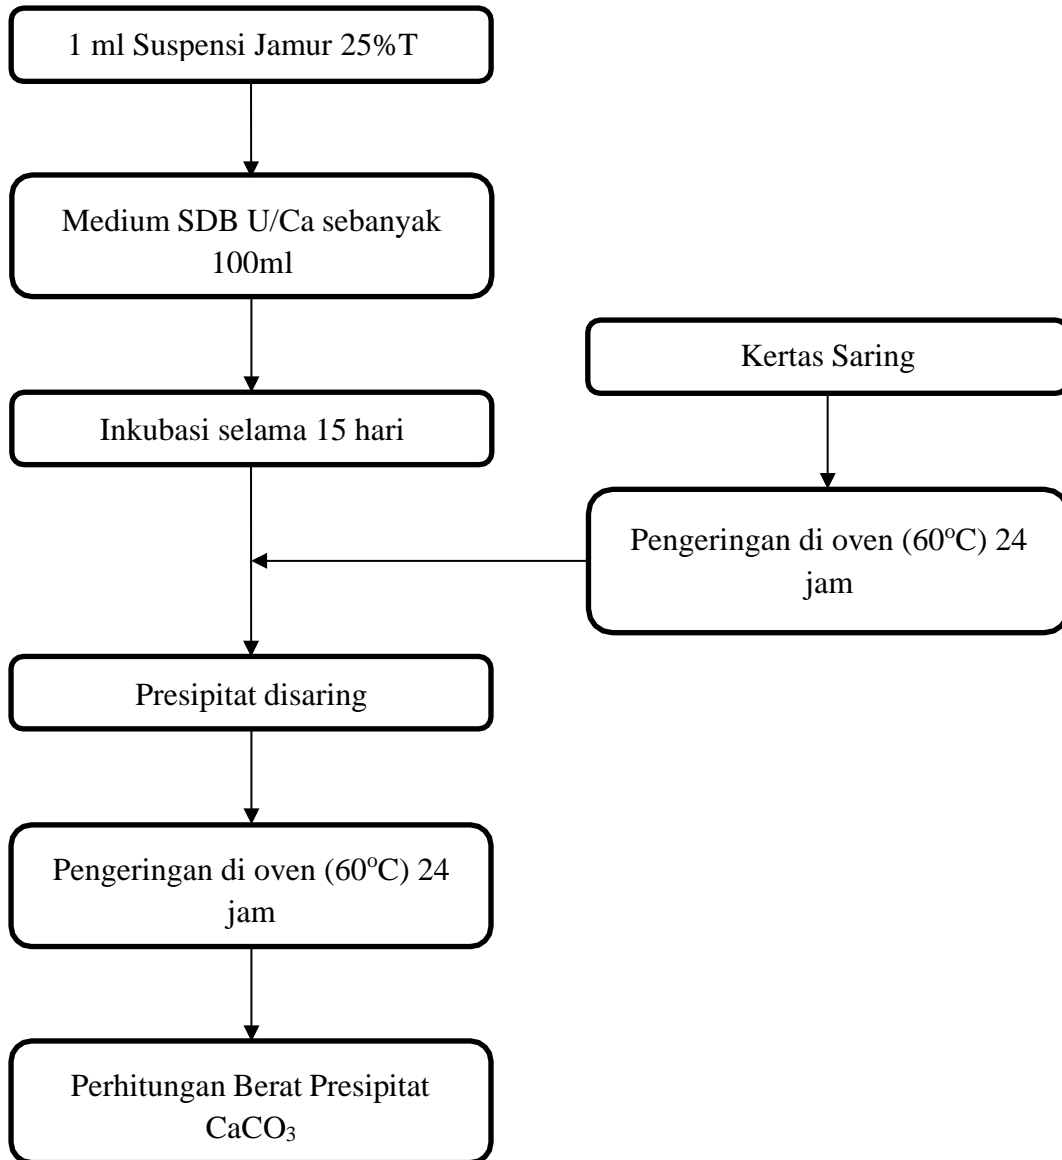 1 ml Suspensi Jamur 25%T
Medium SDB U/Ca sebanyak
100ml
Inkubasi selama 15 hari
Kertas Saring
Pengeringan di oven (60°C) 24
jam
Presipitat disaring
Pengeringan di oven (60°C) 24
jam
Perhitungan Berat Presipitat
CaCO₃